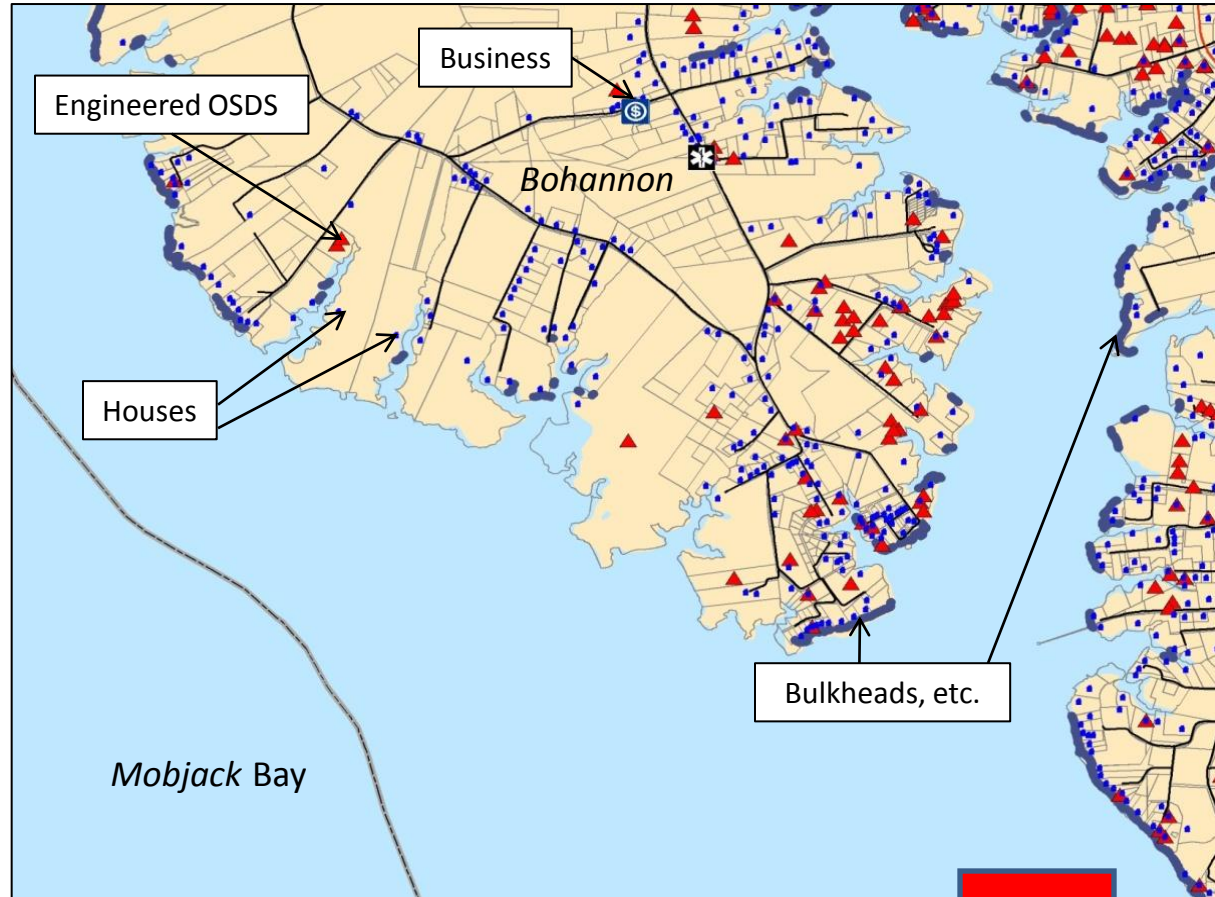 Business
Engineered OSDS
$
Bohannon
Houses
Bulkheads, etc.
Mobjack Bay